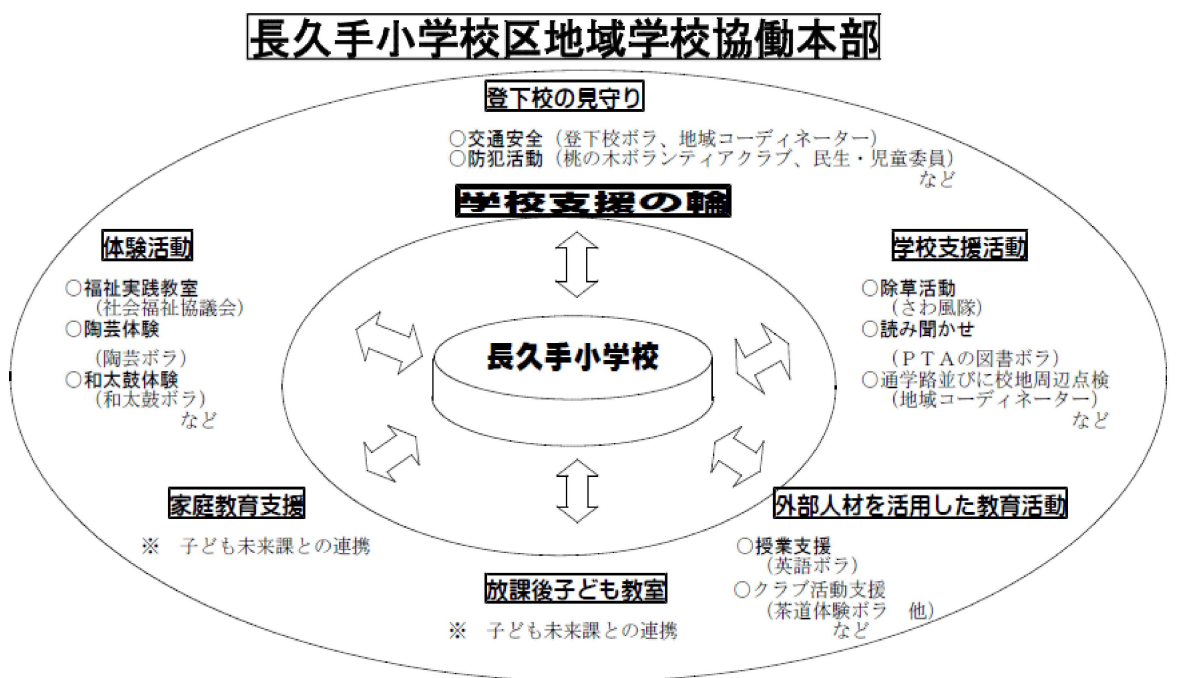 長久手小学校区地域学校協働本部
登下校の見守り
○交通安全（登下校ボラ、地域コーディネーター）
○防犯活動（桃の木ボランティアクラブ、民生・児童委員）
など
学校支援の輪
体験活動
○福祉実践教室
（社会福祉協議会）
○陶芸体験
（陶芸ボラ）
○和太鼓体験
（和太鼓ボラ）
など
学校支援活動
○除草活動
（さわ風隊）
○読み聞かせ
（ＰＴＡの図書ボラ）
○通学路並びに校地周辺点検
（地域コーディネーター）
など
長久手小学校
家庭教育支援
※　子ども未来課との連携
放課後子ども教室
※　子ども未来課との連携
外部人材を活用した教育活動
○授業支援
（英語ボラ）
○クラブ活動支援
（茶道体験ボラ　他）
など